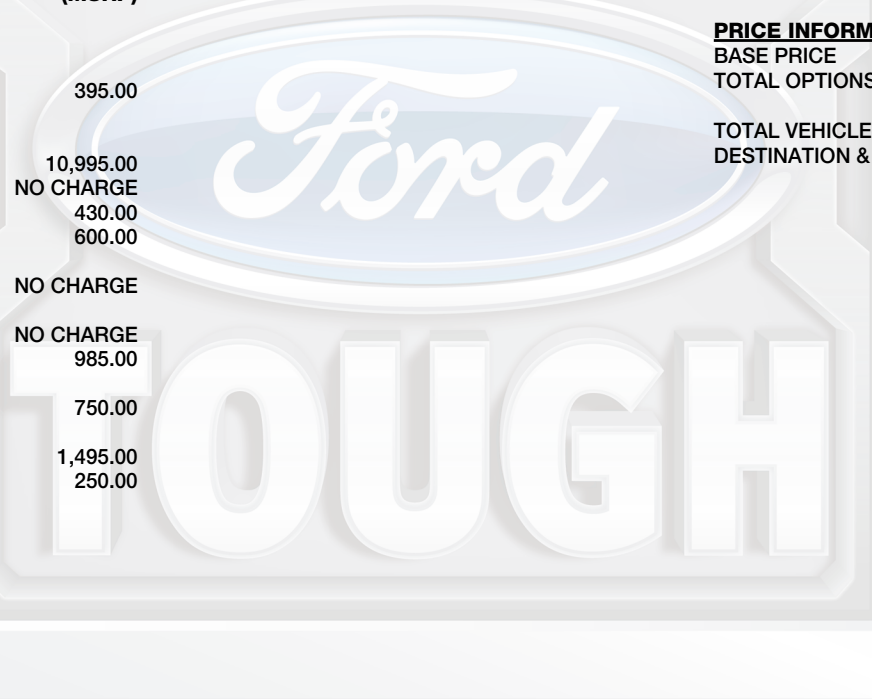 395.00
10,995.00
NO CHARGE
430.00
600.00
NO CHARGE
NO CHARGE
985.00
750.00
1,495.00
250.00
PRICE INFORM
BASE PRICE
TOTAL OPTIONS
TOTAL VEHICLE
DESTINATION &
Ford
TOUGH